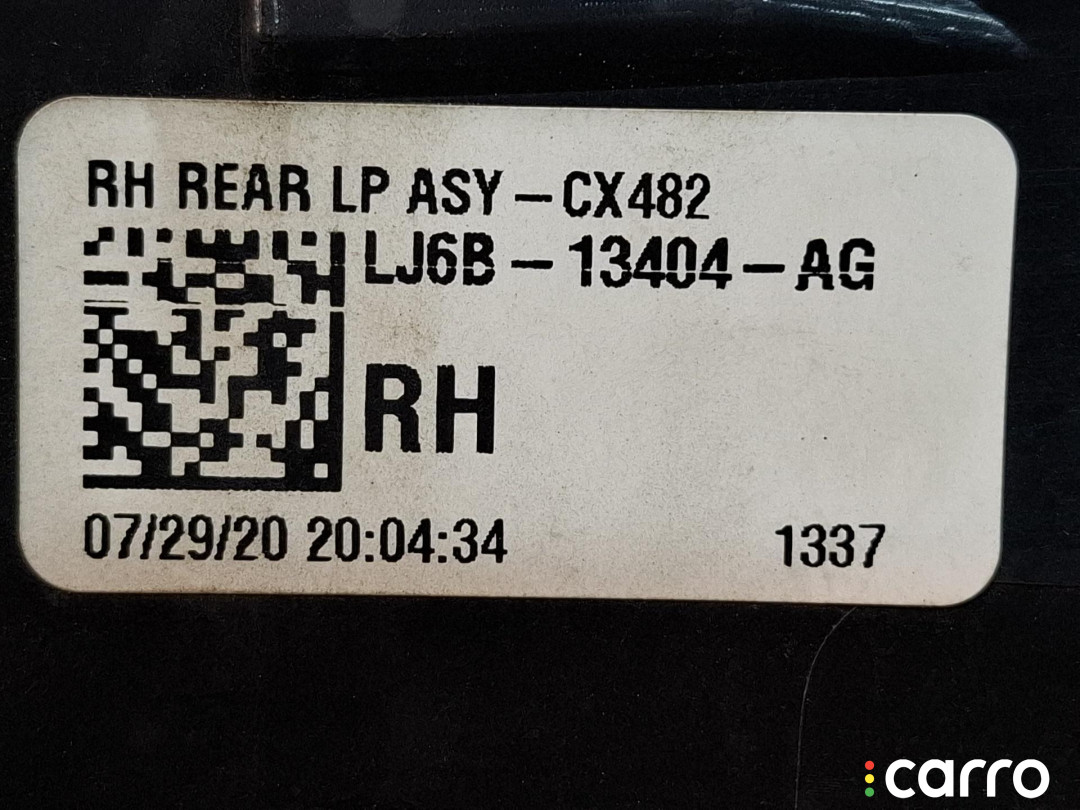 RH REAR LP ASY-CX482
LJ6B-13404-AG
RH
07/29/20 20:04:34 1337
carro